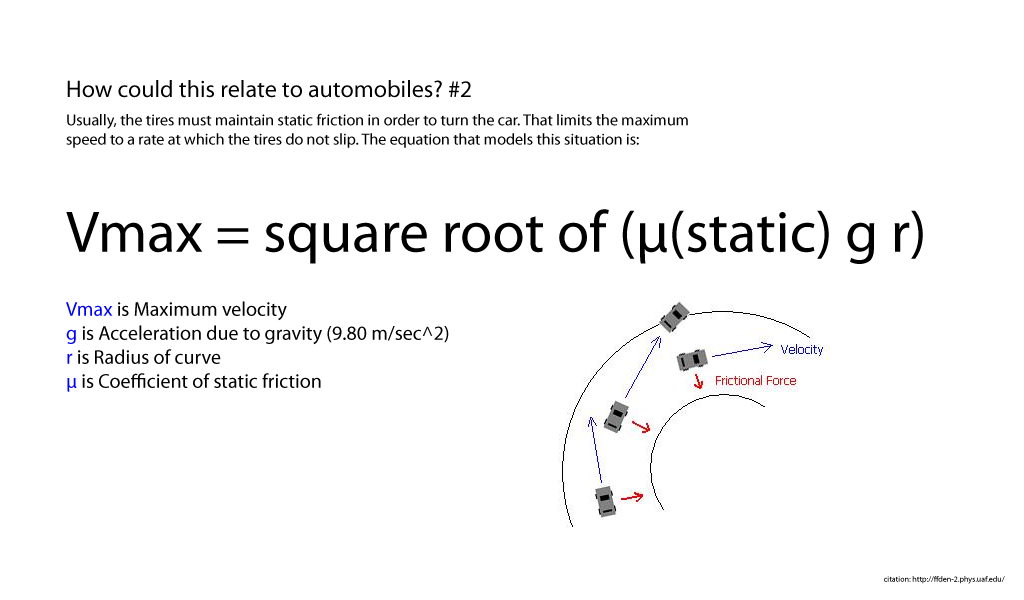 How could this relate to automobiles? #2
Usually, the tires must maintain static friction in order to turn the car. That limits the maximum
speed to a rate at which the tires do not slip. The equation that models this situation is:
Vmax = square root of (μ(static) g r)
Vmax is Maximum velocity
g is Acceleration due to gravity (9.80 m/sec^2)
r is Radius of curve
μ is Coefficient of static friction
Velocity
Frictional Force
citation: http://ffden-2.phys.uaf.edu/